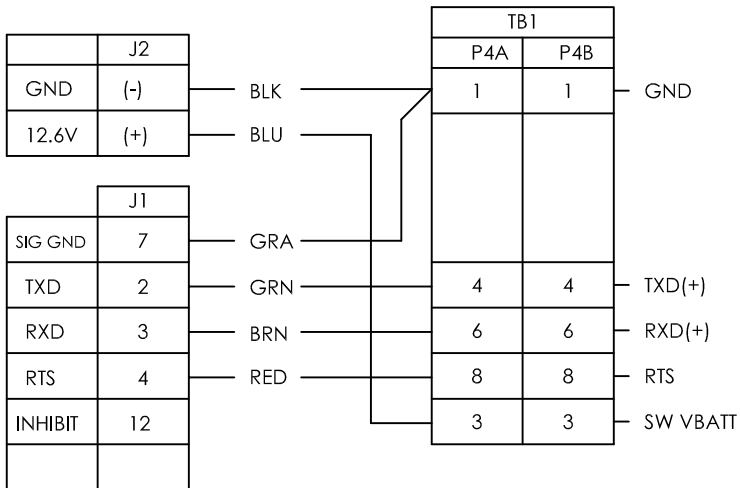 TB1
J2 P4A P4B
GND (-) BLK 1 1 GND
12.6V (+) BLU
J1
SIG GND 7 GRA
TXD 2 GRN 4 4 TXD(+)
RXD 3 BRN 6 6 RXD(+)
RTS 4 RED 8 8 RTS
INHIBIT 12 3 3 SW VBATT